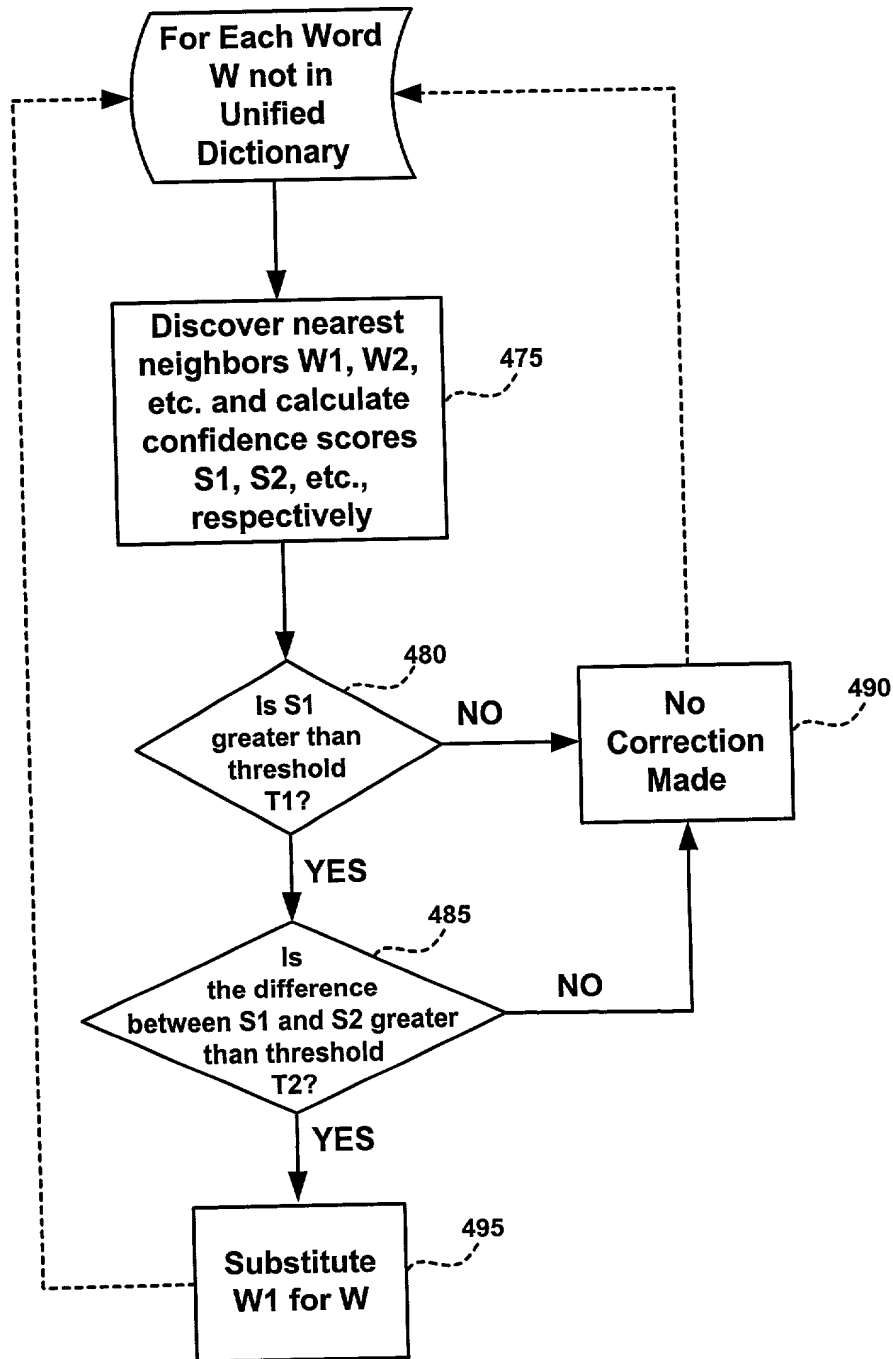 For Each Word
W not in
Unified
Dictionary
Discover nearest
neighbors W1, W2,
etc. and calculate
confidence scores
S1, S2, etc.,
respectively
475
480
Is S1
greater than
threshold
T1?
NO
No
Correction
Made
490
YES
485
Is
the difference
between S1 and S2 greater
than threshold
T2?
NO
YES
495
Substitute
W1 for W